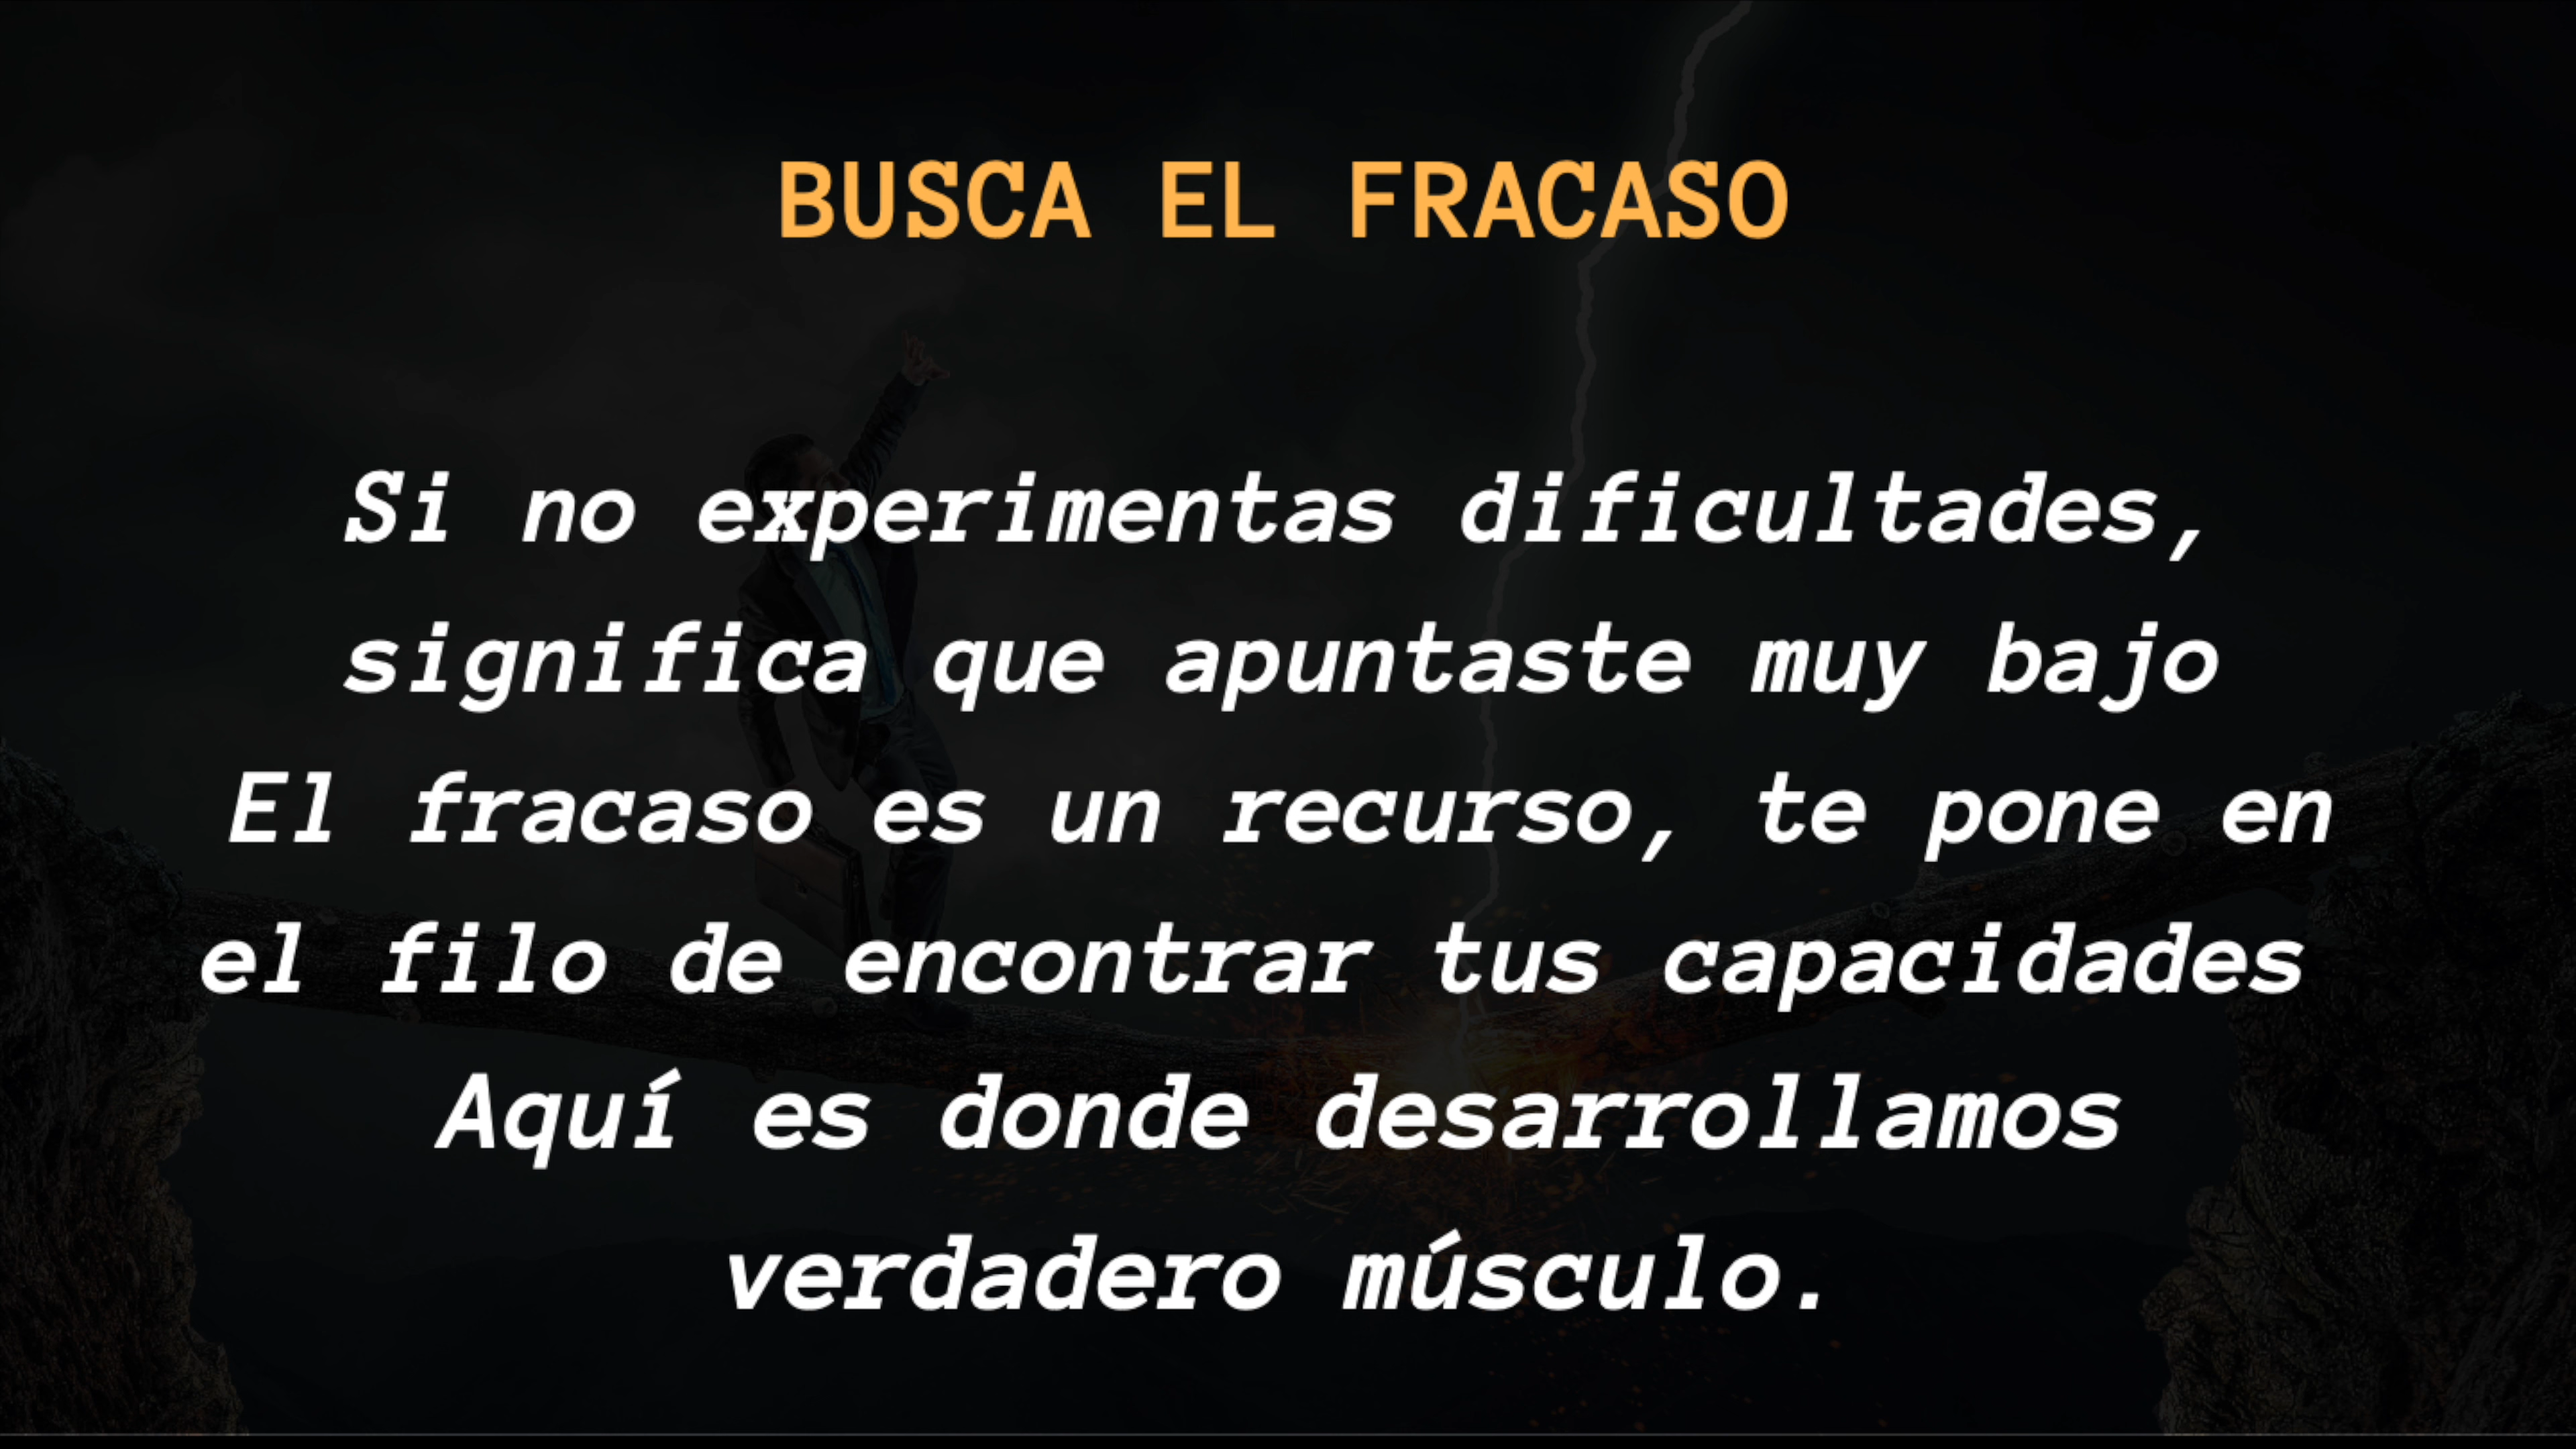 BUSCA EL FRACASO
Si no experimentas dificultades,
significa que apuntaste muy bajo
El fracaso es un recurso, te pone en
el filo de encontrar tus capacidades
Aquí es donde desarrollamos
verdadero músculo.